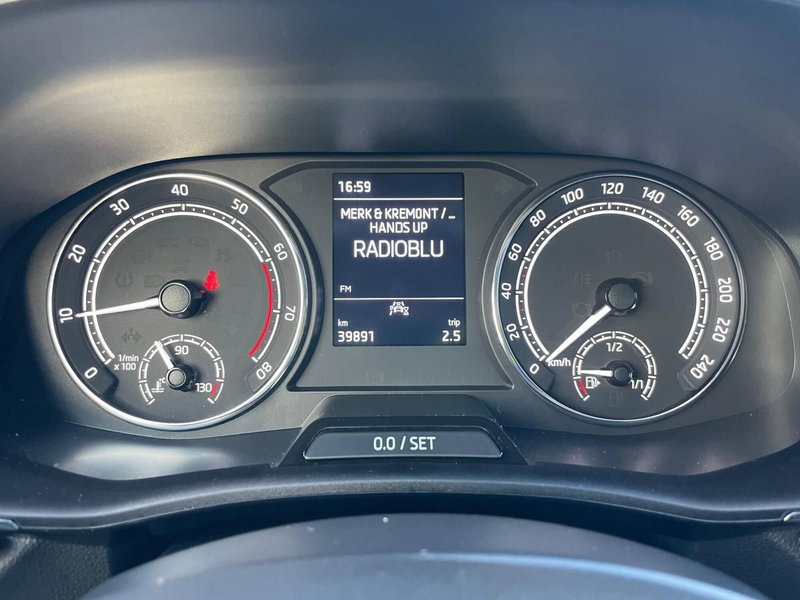 0
10
20
30
40
50
60
70
80
1/min
x 100
90
130
°C
16:59
MERK & KREMONT / ...
HANDS UP
RADIOBLU
FM
km
trip
39891
2.5
0
20
40
60
80
100
120
140
160
180
200
220
240
km/h
1/2
1/1
0.0 / SET